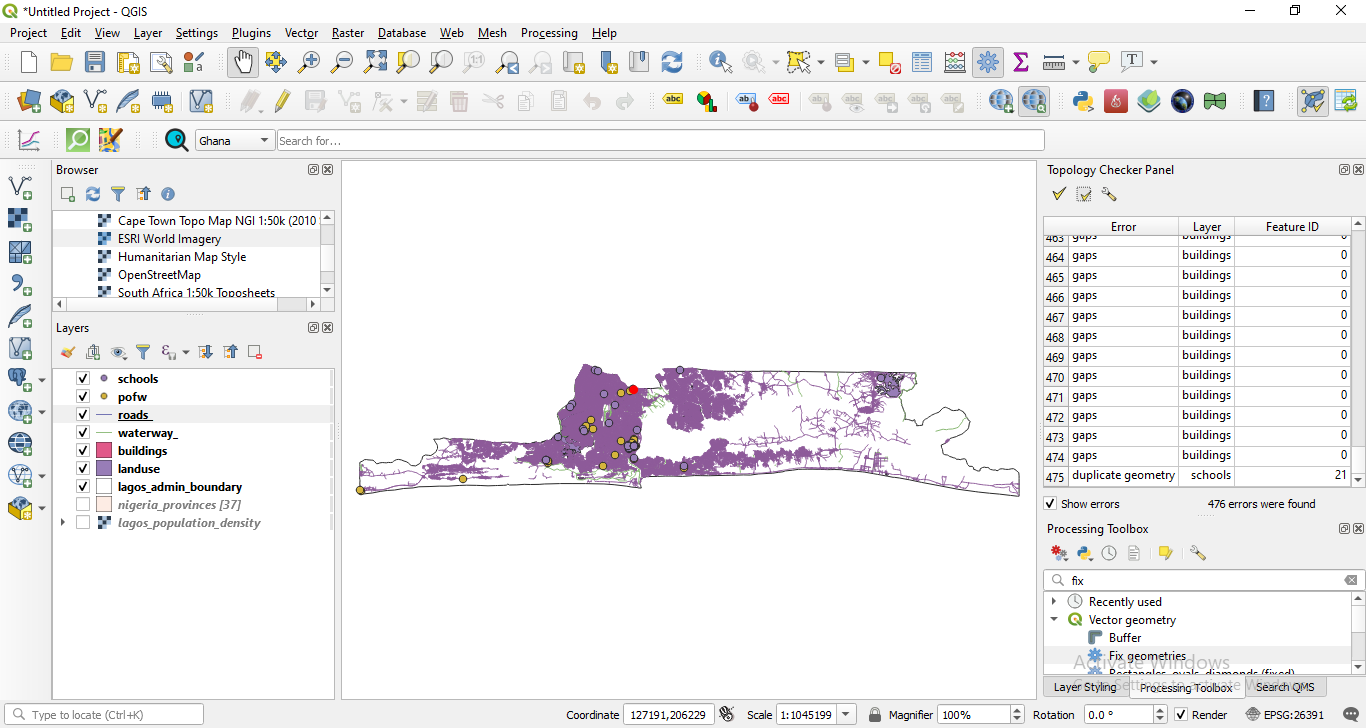 *Untitled Project - QGIS
Project Edit View Layer Settings Plugins Vector Raster Database Web Mesh Processing Help
Ghana Search for...
Browser
Cape Town Topo Map NGI 1:50k (2010
ESRI World Imagery
Humanitarian Map Style
OpenStreetMap
South Africa 1:50k Toposheets
Layers
schools
pofw
roads_
waterway_
buildings
landuse
lagos_admin_boundary
nigeria_provinces [37]
lagos_population_density
Topology Checker Panel
Error Layer Feature ID
463 gaps buildings 0
464 gaps buildings 0
465 gaps buildings 0
466 gaps buildings 0
467 gaps buildings 0
468 gaps buildings 0
469 gaps buildings 0
470 gaps buildings 0
471 gaps buildings 0
472 gaps buildings 0
473 gaps buildings 0
474 gaps buildings 0
475 duplicate geometry schools 21
Show errors 476 errors were found
Processing Toolbox
fix
Recently used
Vector geometry
Buffer
Fix geometries
Rectangles, ovals, diamonds (fixed)
Activate Windows
Go to Settings to activate Windows.
Layer Styling Processing Toolbox Search QMS
Type to locate (Ctrl+K) Coordinate 127191,206229 Scale 1:1045199 Magnifier 100% Rotation 0.0 ° Render EPSG:26391